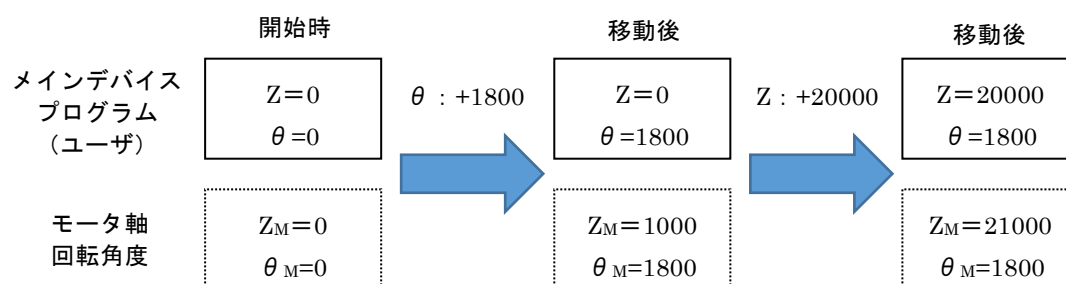 開始時
移動後
移動後
メインデバイス
プログラム
（ユーザ）
Z＝0
θ=0
θ：+1800
Z＝0
θ=1800
Z：+20000
Z＝20000
θ=1800
モータ軸
回転角度
ZM＝0
θM=0
ZM＝1000
θM=1800
ZM＝21000
θM=1800